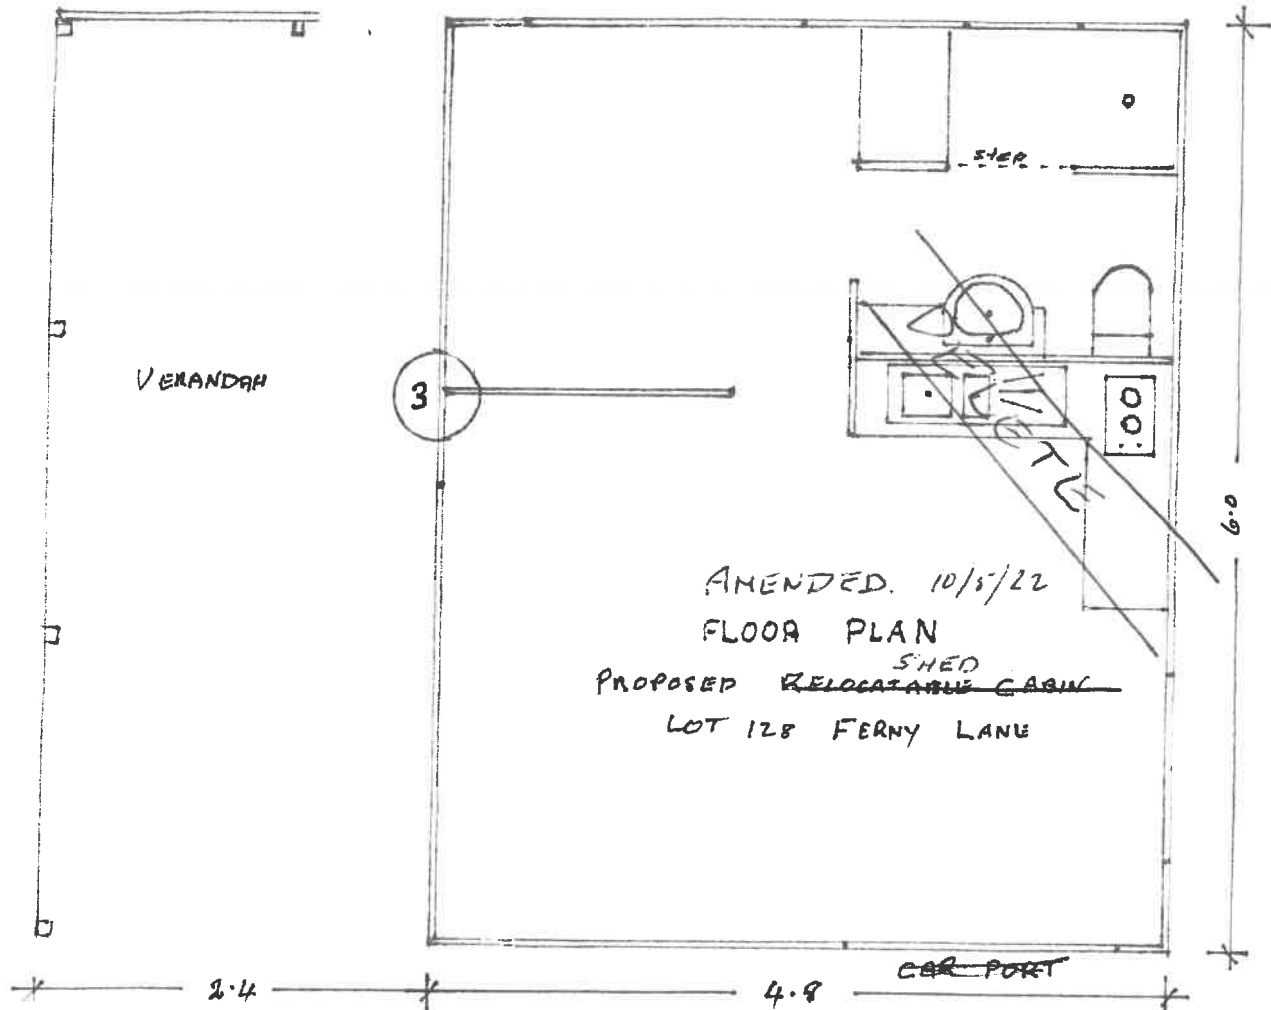 STEP
VERANDAH
3
DELETE
6.0
AMENDED. 10/5/22
FLOOR PLAN
SHED
PROPOSED RELOCATABLE CABIN
LOT 128 FERNY LANE
CAR PORT
2.4
4.8